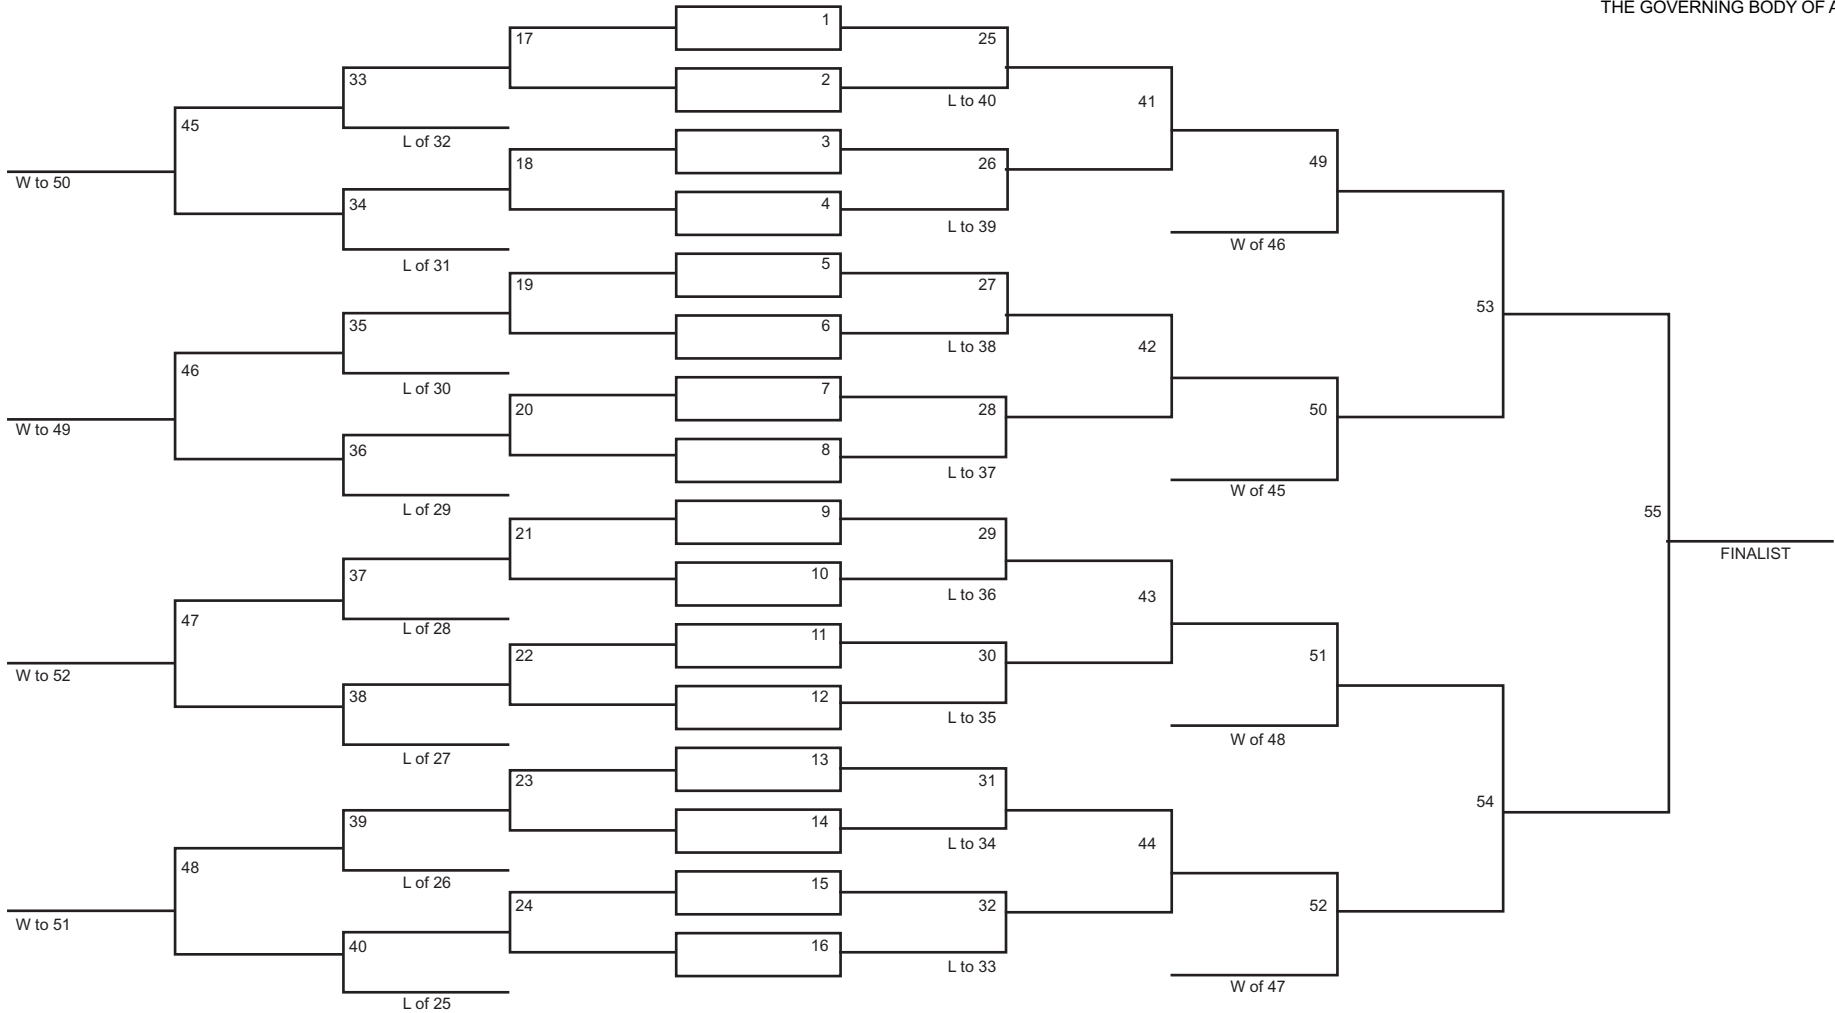 THE GOVERNING BODY OF A
1
17
25
33
2
L to 40
41
45
L of 32
3
18
26
49
W to 50
34
4
L to 39
W of 46
L of 31
5
19
27
53
35
6
L to 38
42
46
L of 30
7
20
28
50
W to 49
36
8
L to 37
W of 45
L of 29
9
55
21
29
FINALIST
37
10
L to 36
43
47
L of 28
11
22
30
51
W to 52
38
12
L to 35
W of 48
L of 27
13
23
31
54
39
14
L to 34
44
48
L of 26
15
24
32
52
W to 51
40
16
L to 33
W of 47
L of 25